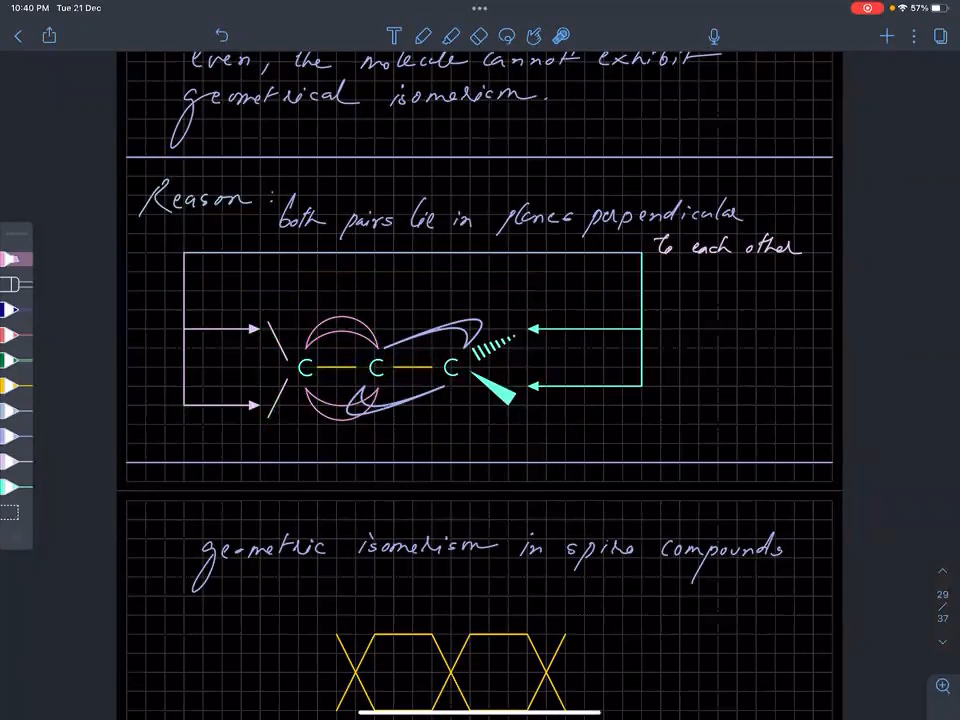 10:40 PM Tue 21 Dec
57%
Even, the molecule cannot exhibit
geometrical isomerism.
Reason : both pairs lie in planes perpendicular
to each other
C C C
geometric isomerism in spiro compounds
29
/
37